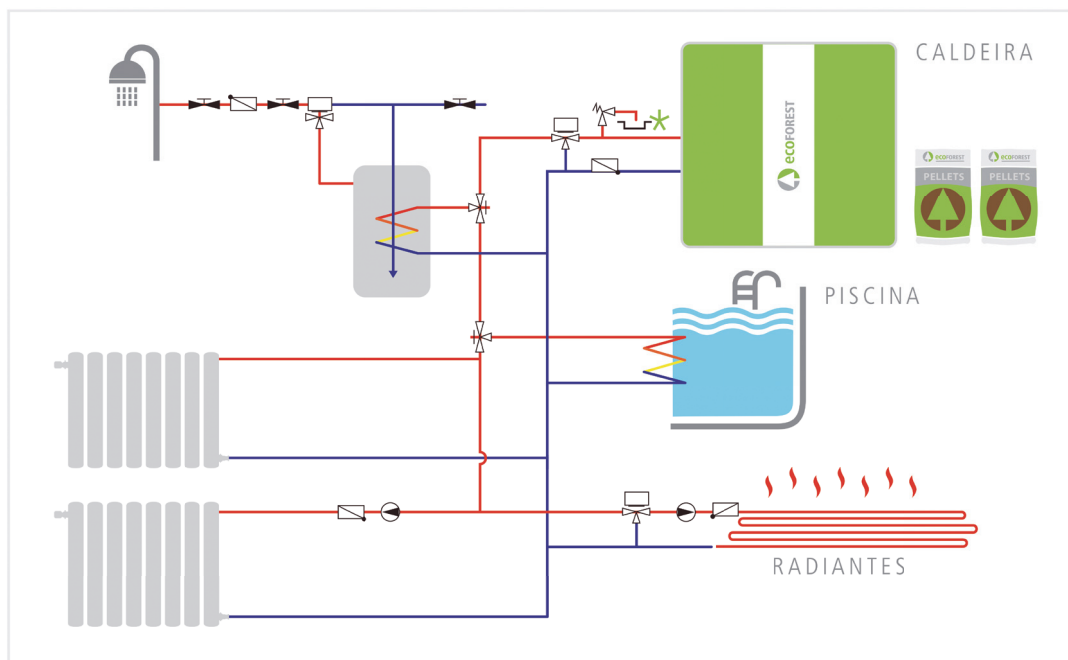 CALDEIRA
ecoFOREST
ecoFOREST
ecoFOREST
PELLETS
PELLETS
PISCINA
RADIANTES